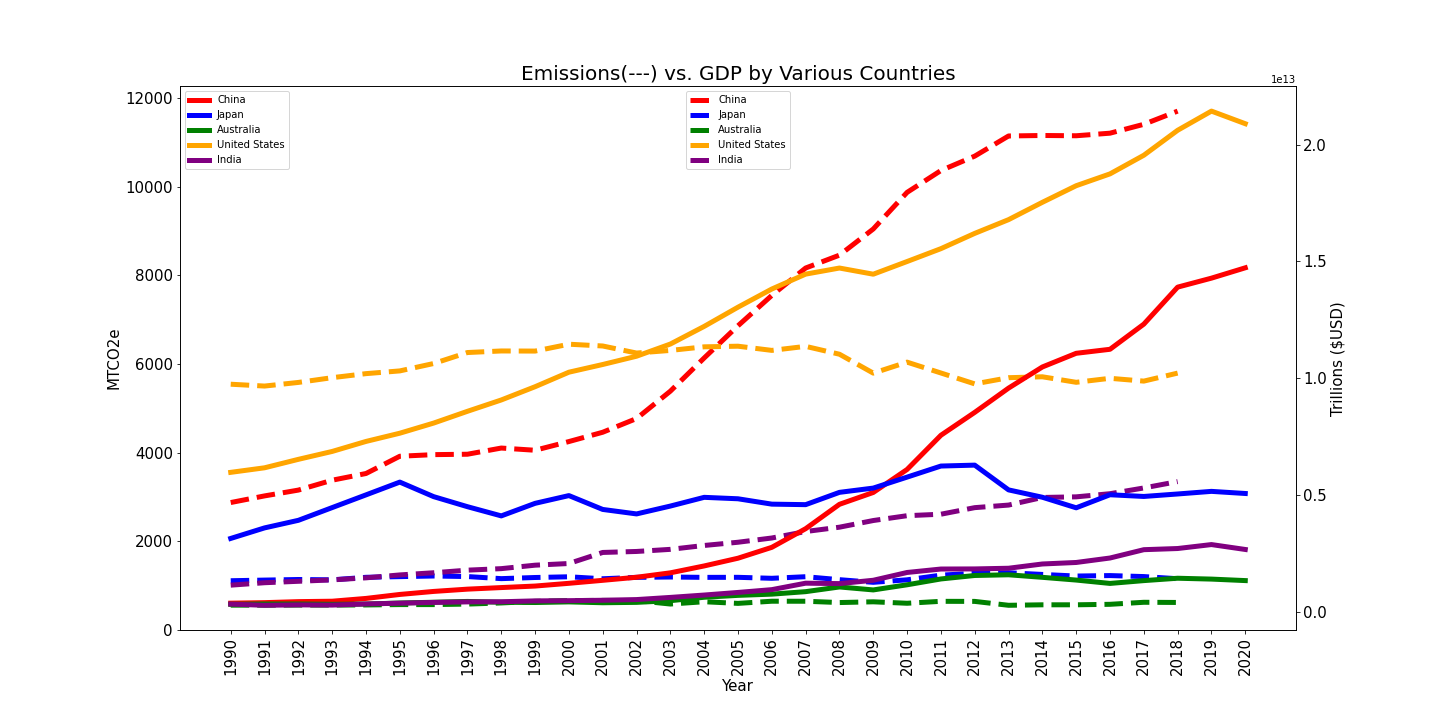 Emissions(---) vs. GDP by Various Countries
1e13
China
Japan
Australia
United States
India
China
Japan
Australia
United States
India
12000
10000
8000
6000
4000
2000
0
MTCO2e
2.0
1.5
1.0
0.5
0.0
Trillions ($USD)
1990
1991
1992
1993
1994
1995
1996
1997
1998
1999
2000
2001
2002
2003
2004
2005
2006
2007
2008
2009
2010
2011
2012
2013
2014
2015
2016
2017
2018
2019
2020
Year